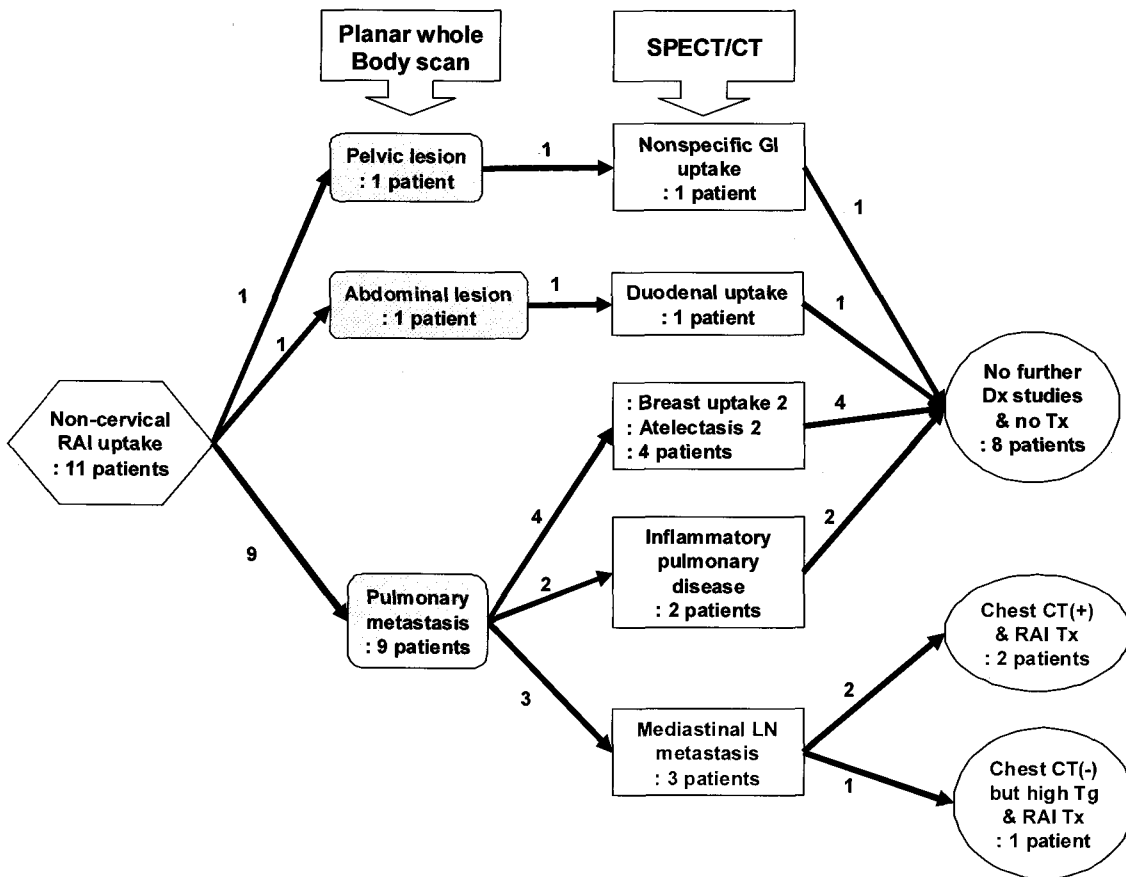 Planar whole
Body scan
SPECT/CT
Pelvic lesion
: 1 patient
1
Nonspecific GI
uptake
: 1 patient
1
1
Abdominal lesion
: 1 patient
1
Duodenal uptake
: 1 patient
1
1
Non-cervical
RAI uptake
: 11 patients
: Breast uptake 2
: Atelectasis 2
: 4 patients
4
No further
Dx studies
& no Tx
: 8 patients
9
Pulmonary
metastasis
: 9 patients
4
2
3
Inflammatory
pulmonary
disease
: 2 patients
2
Mediastinal LN
metastasis
: 3 patients
2
1
Chest CT(+)
& RAI Tx
: 2 patients
Chest CT(-)
but high Tg
& RAI Tx
: 1 patient